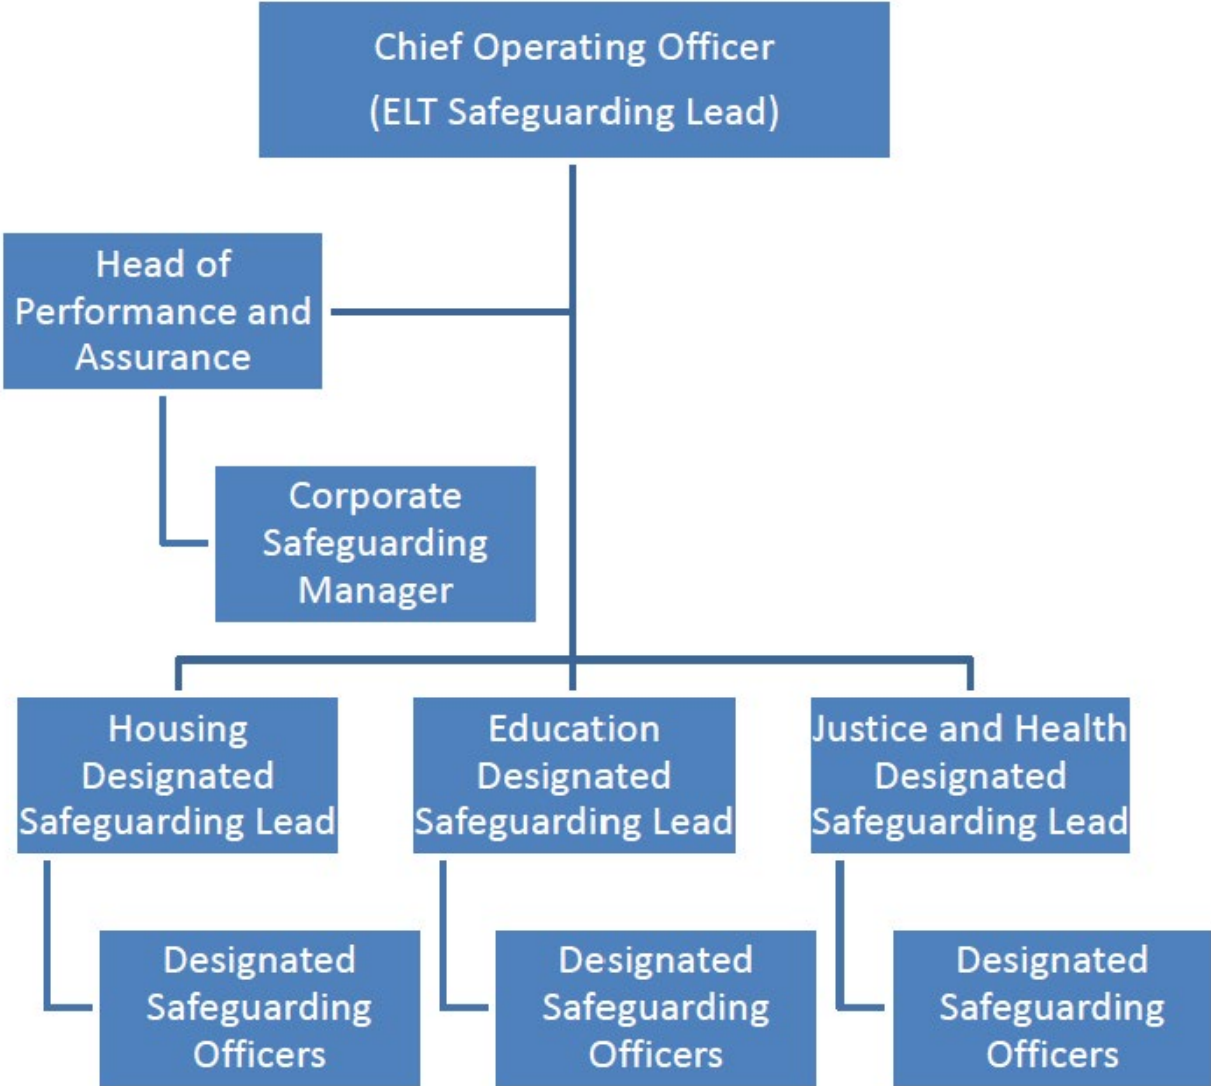 Chief Operating Officer
(ELT Safeguarding Lead)
Head of
Performance and
Assurance
Corporate
Safeguarding
Manager
Housing
Designated
Safeguarding Lead
Education
Designated
Safeguarding Lead
Justice and Health
Designated
Safeguarding Lead
Designated
Safeguarding
Officers
Designated
Safeguarding
Officers
Designated
Safeguarding
Officers